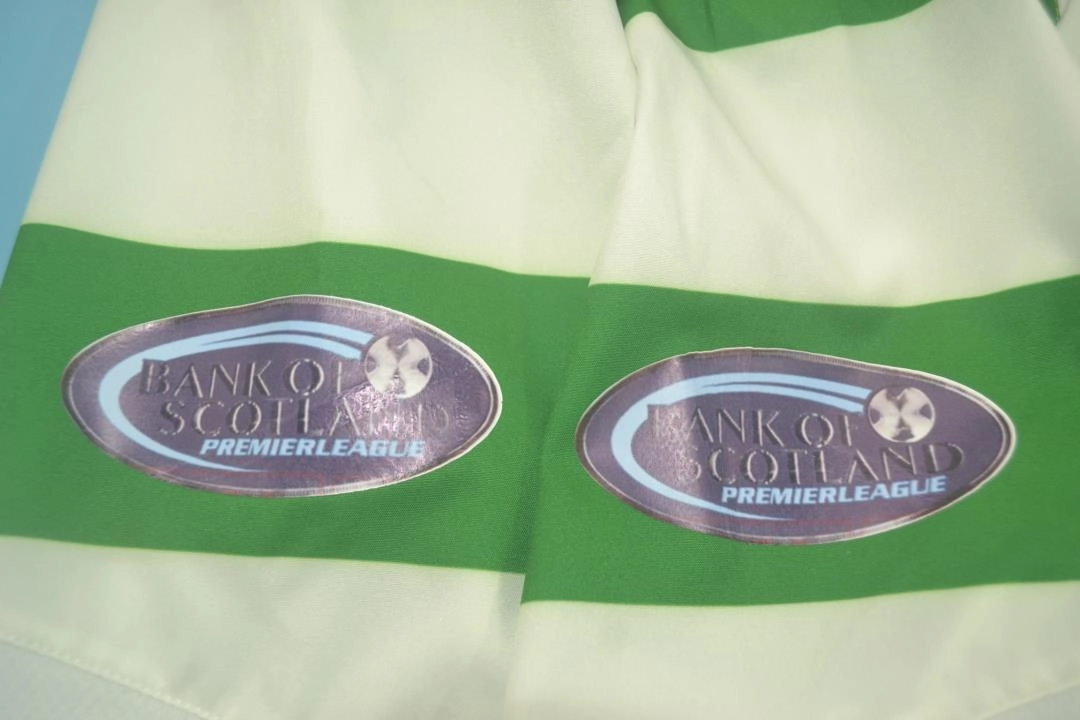 BANK OF
SCOTLAND
PREMIERLEAGUE
BANK OF
SCOTLAND
PREMIERLEAGUE